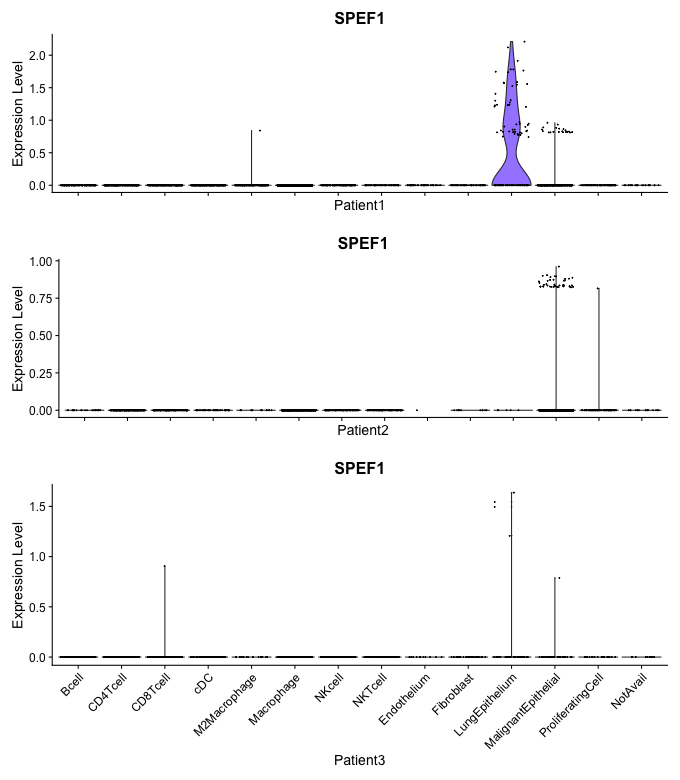 SPEF1
Expression Level
2.0
1.5
1.0
0.5
0.0
Patient1
SPEF1
Expression Level
1.00
0.75
0.50
0.25
0.00
Patient2
SPEF1
Expression Level
1.5
1.0
0.5
0.0
Bcell
CD4Tcell
CD8Tcell
cDC
M2Macrophage
Macrophage
NKcell
NKTcell
Endothelium
Fibroblast
LungEpithelium
MalignantEpithelial
ProliferatingCell
NotAvail
Patient3